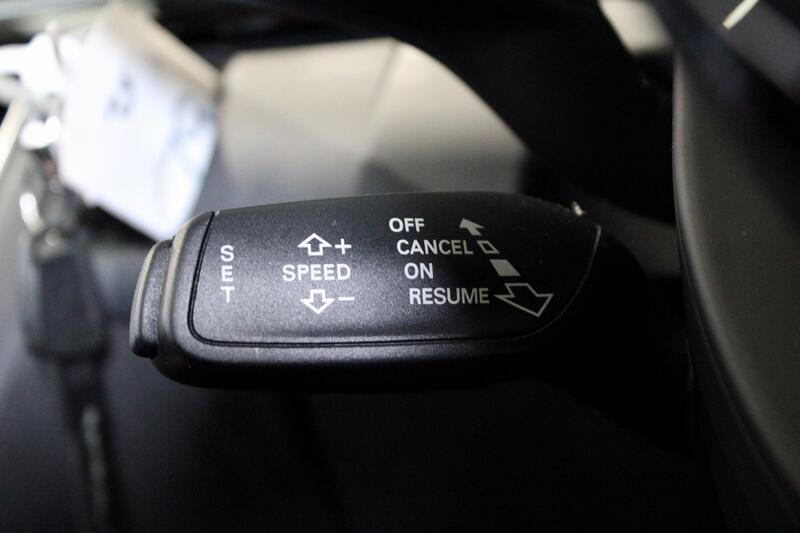 SET
+
SPEED
−
OFF
CANCEL
ON
RESUME